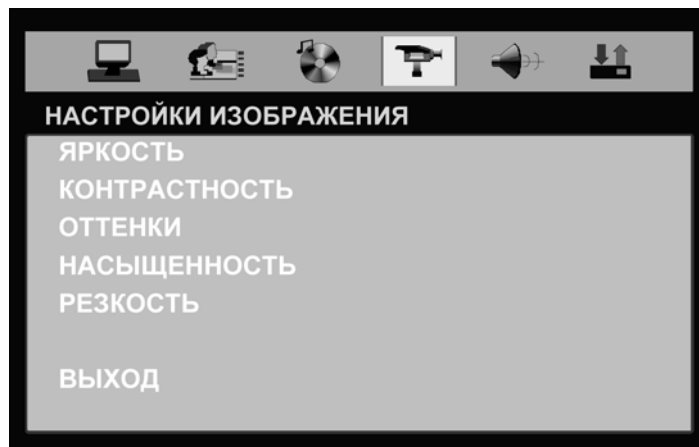 НАСТРОЙКИ ИЗОБРАЖЕНИЯ
ЯРКОСТЬ
КОНТРАСТНОСТЬ
ОТТЕНКИ
НАСЫЩЕННОСТЬ
РЕЗКОСТЬ
ВЫХОД